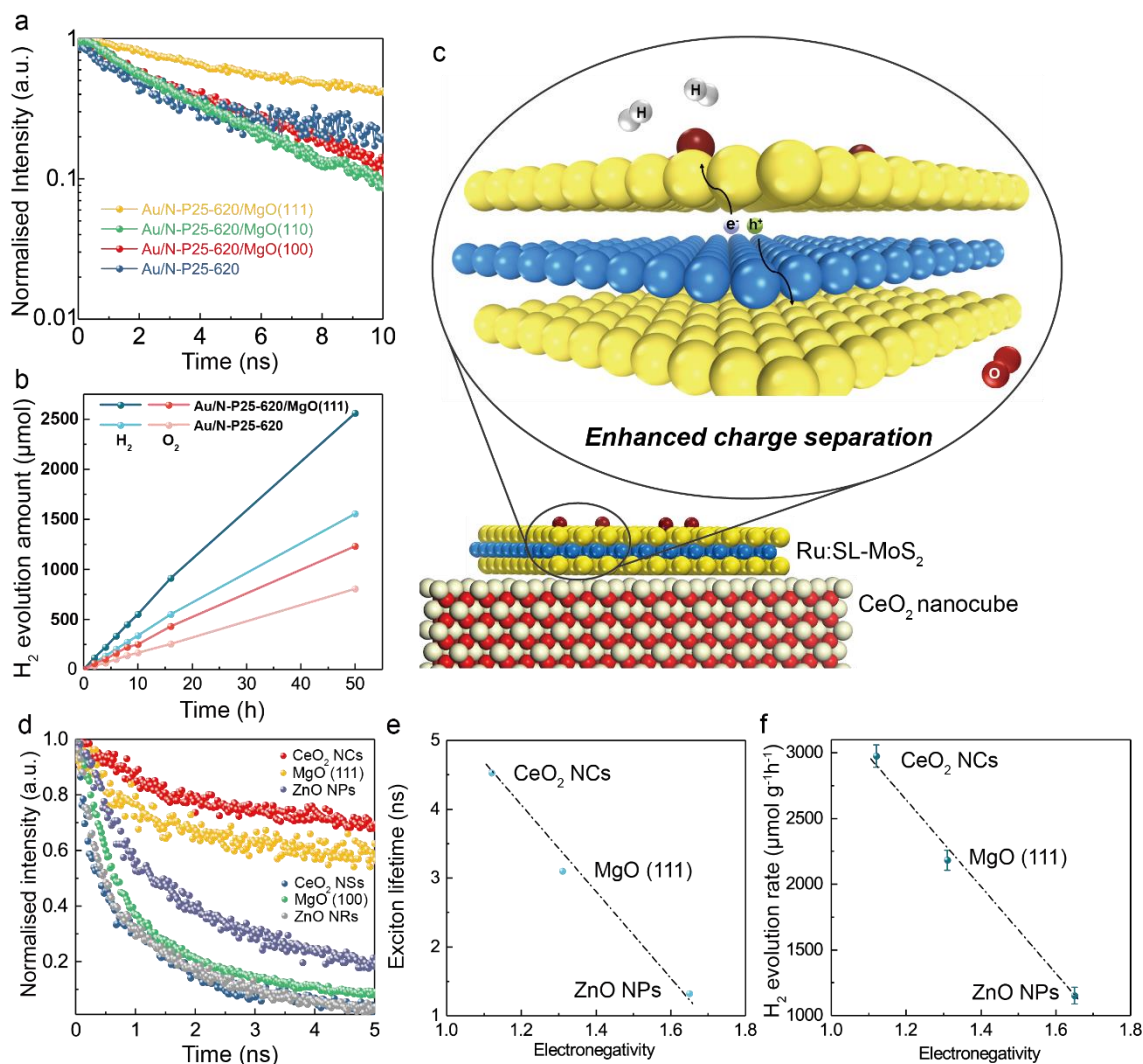 a
1
0.1
0.01
Normalised Intensity (a.u.)
Au/N-P25-620/MgO(111)
Au/N-P25-620/MgO(110)
Au/N-P25-620/MgO(100)
Au/N-P25-620
0 2 4 6 8 10
Time (ns)
b
H₂ evolution amount (μmol)
2500
2000
1500
1000
500
0
Au/N-P25-620/MgO(111)
Au/N-P25-620
H₂ O₂
0 10 20 30 40 50
Time (h)
c
H
H
e⁻ h⁺
O
Enhanced charge separation
Ru:SL-MoS₂
CeO₂ nanocube
d
Normalised intensity (a.u.)
1.0
0.8
0.6
0.4
0.2
CeO₂ NCs
MgO (111)
ZnO NPs
CeO₂ NSs
MgO (100)
ZnO NRs
0 1 2 3 4 5
Time (ns)
e
Exciton lifetime (ns)
5
4
3
2
1
CeO₂ NCs
MgO (111)
ZnO NPs
1.0 1.2 1.4 1.6 1.8
Electronegativity
f
H₂ evolution rate (μmol g⁻¹h⁻¹)
3000
2500
2000
1500
1000
CeO₂ NCs
MgO (111)
ZnO NPs
1.0 1.2 1.4 1.6 1.8
Electronegativity